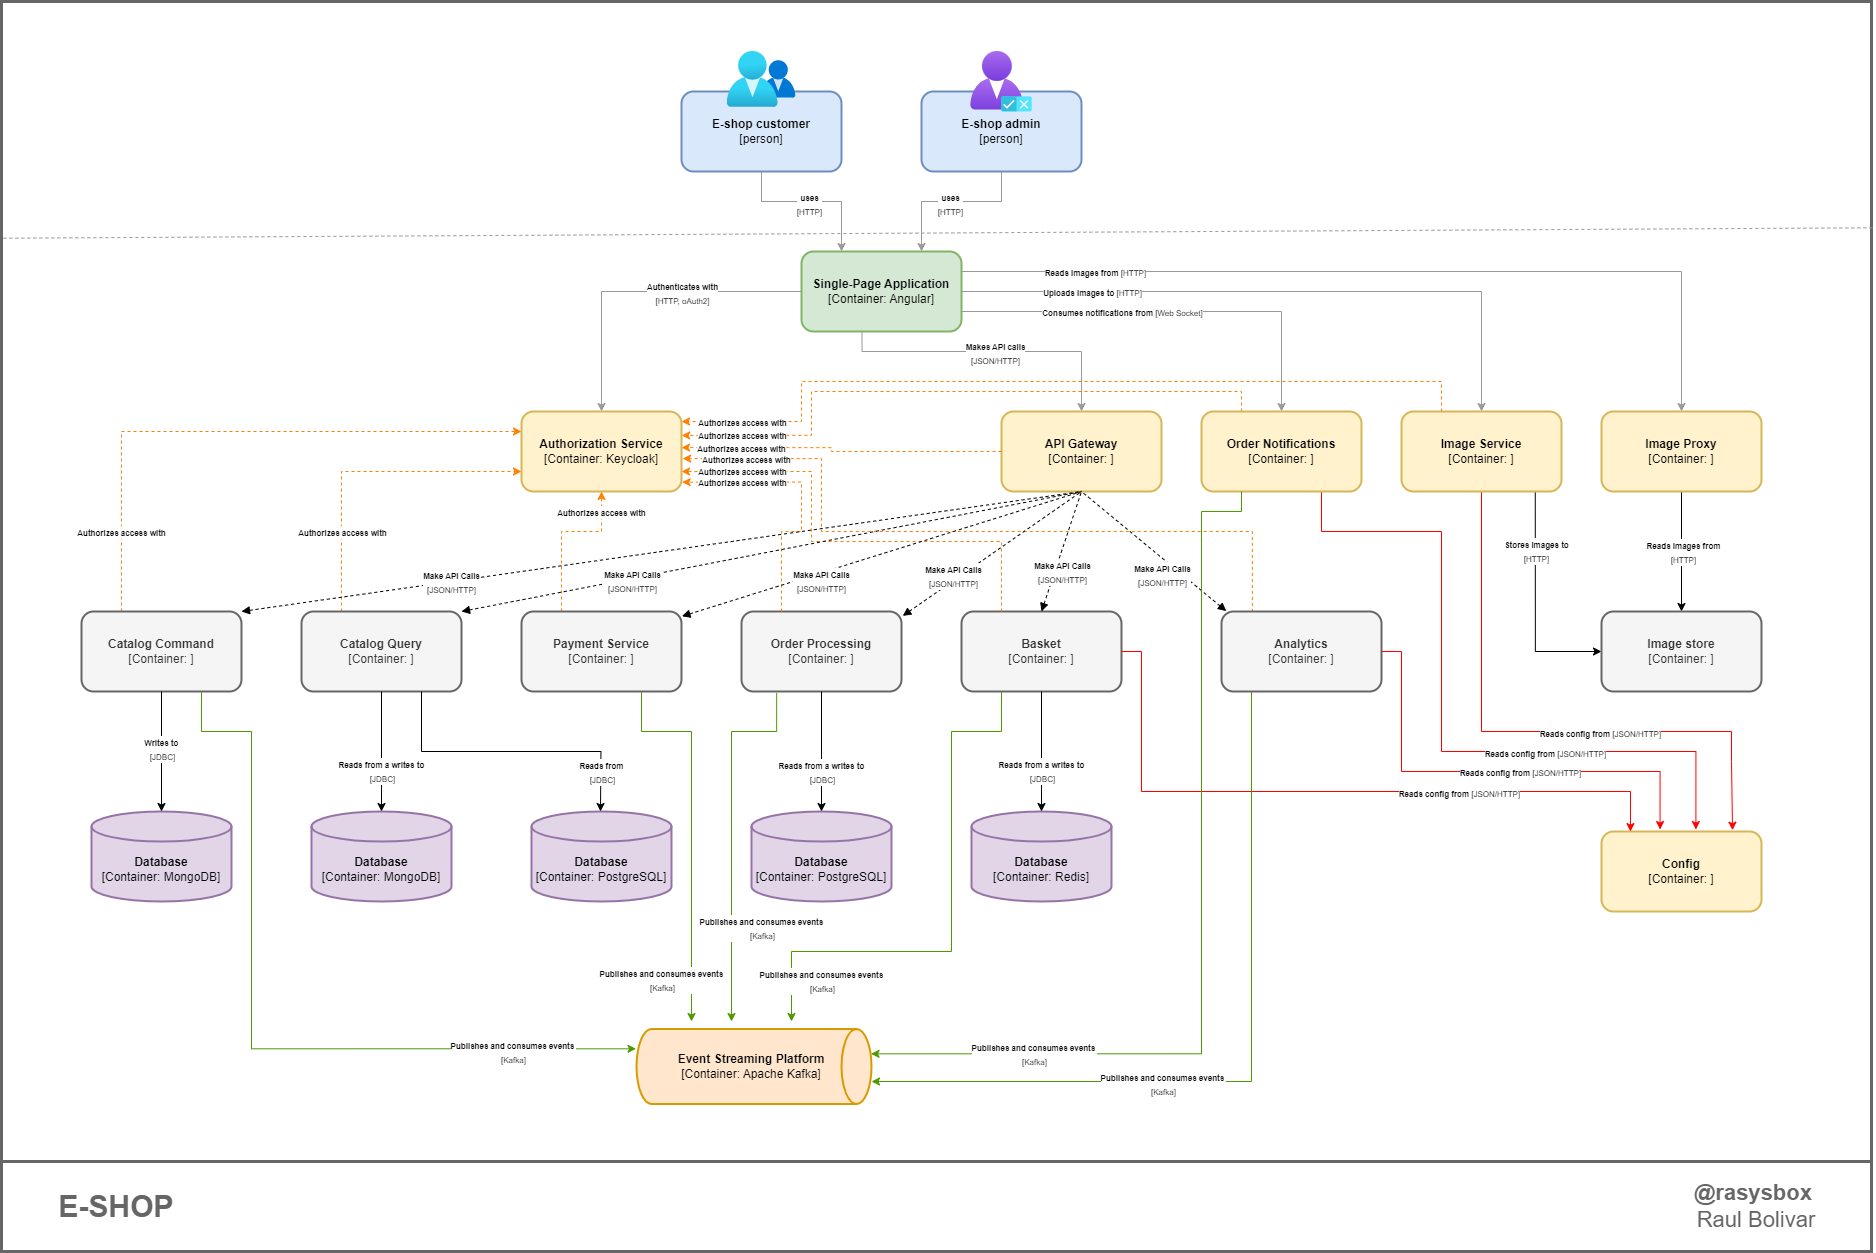 E-shop customer
[person]
E-shop admin
[person]
uses
[HTTP]
uses
[HTTP]
Single-Page Application
[Container: Angular]
Authenticates with
[HTTP, oAuth2]
Reads images from [HTTP]
Uploads images to [HTTP]
Consumes notifications from [Web Socket]
Makes API calls
[JSON/HTTP]
Authorization Service
[Container: Keycloak]
Authorizes access with
Authorizes access with
Authorizes access with
Authorizes access with
Authorizes access with
Authorizes access with
API Gateway
[Container: ]
Order Notifications
[Container: ]
Image Service
[Container: ]
Image Proxy
[Container: ]
Authorizes access with
Authorizes access with
Authorizes access with
Stores images to
[HTTP]
Reads images from
[HTTP]
Make API Calls
[JSON/HTTP]
Make API Calls
[JSON/HTTP]
Make API Calls
[JSON/HTTP]
Make API Calls
[JSON/HTTP]
Make API Calls
[JSON/HTTP]
Make API Calls
[JSON/HTTP]
Catalog Command
[Container: ]
Catalog Query
[Container: ]
Payment Service
[Container: ]
Order Processing
[Container: ]
Basket
[Container: ]
Analytics
[Container: ]
Image store
[Container: ]
Writes to
[JDBC]
Reads from a writes to
[JDBC]
Reads from
[JDBC]
Reads from a writes to
[JDBC]
Reads from a writes to
[JDBC]
Reads config from [JSON/HTTP]
Reads config from [JSON/HTTP]
Reads config from [JSON/HTTP]
Reads config from [JSON/HTTP]
Database
[Container: MongoDB]
Database
[Container: MongoDB]
Database
[Container: PostgreSQL]
Database
[Container: PostgreSQL]
Database
[Container: Redis]
Config
[Container: ]
Publishes and consumes events
[Kafka]
Publishes and consumes events
[Kafka]
Publishes and consumes events
[Kafka]
Publishes and consumes events
[Kafka]
Event Streaming Platform
[Container: Apache Kafka]
Publishes and consumes events
[Kafka]
Publishes and consumes events
[Kafka]
E-SHOP
@rasysbox
Raul Bolivar